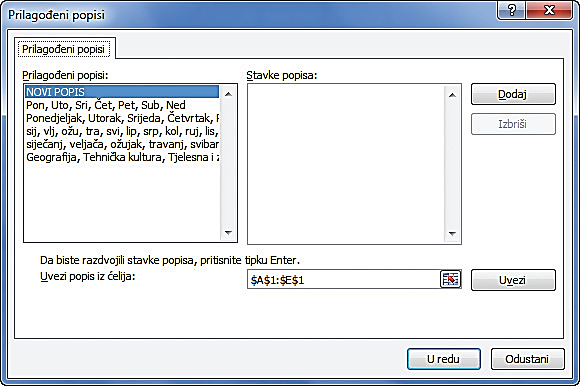 Prilagođeni popisi
Prilagođeni popisi
Prilagođeni popisi:
Stavke popisa:
NOVI POPIS
Pon, Uto, Sri, Čet, Pet, Sub, Ned
Ponedjeljak, Utorak, Srijeda, Četvrtak,
sij, vlj, ožu, tra, svi, lip, srp, kol, ruj, lis,
siječanj, veljača, ožujak, travanj, svibar
Geografija, Tehnička kultura, Tjelesna i
Dodaj
Izbriši
Da biste razdvojili stavke popisa, pritisnite tipku Enter.
Uvezi popis iz ćelija:
$A$1:$E$1
Uvezi
U redu
Odustani